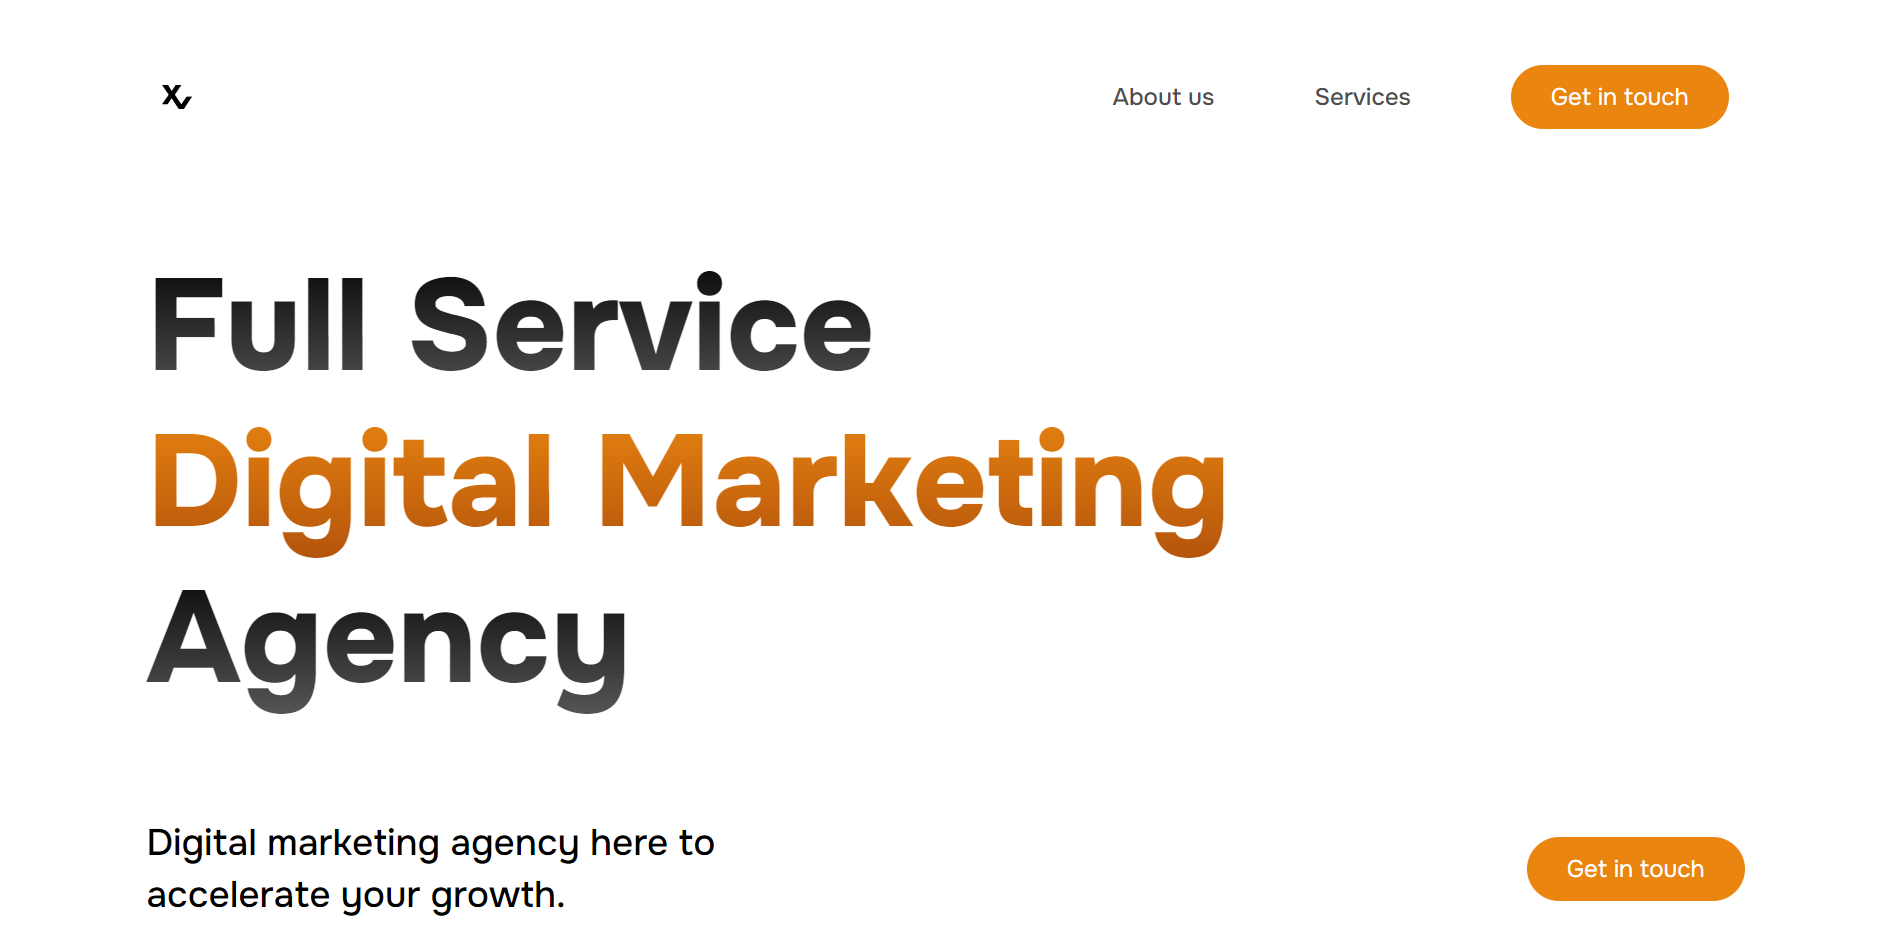 About us
Services
Get in touch
Full Service
Digital Marketing
Agency
Digital marketing agency here to
accelerate your growth.
Get in touch